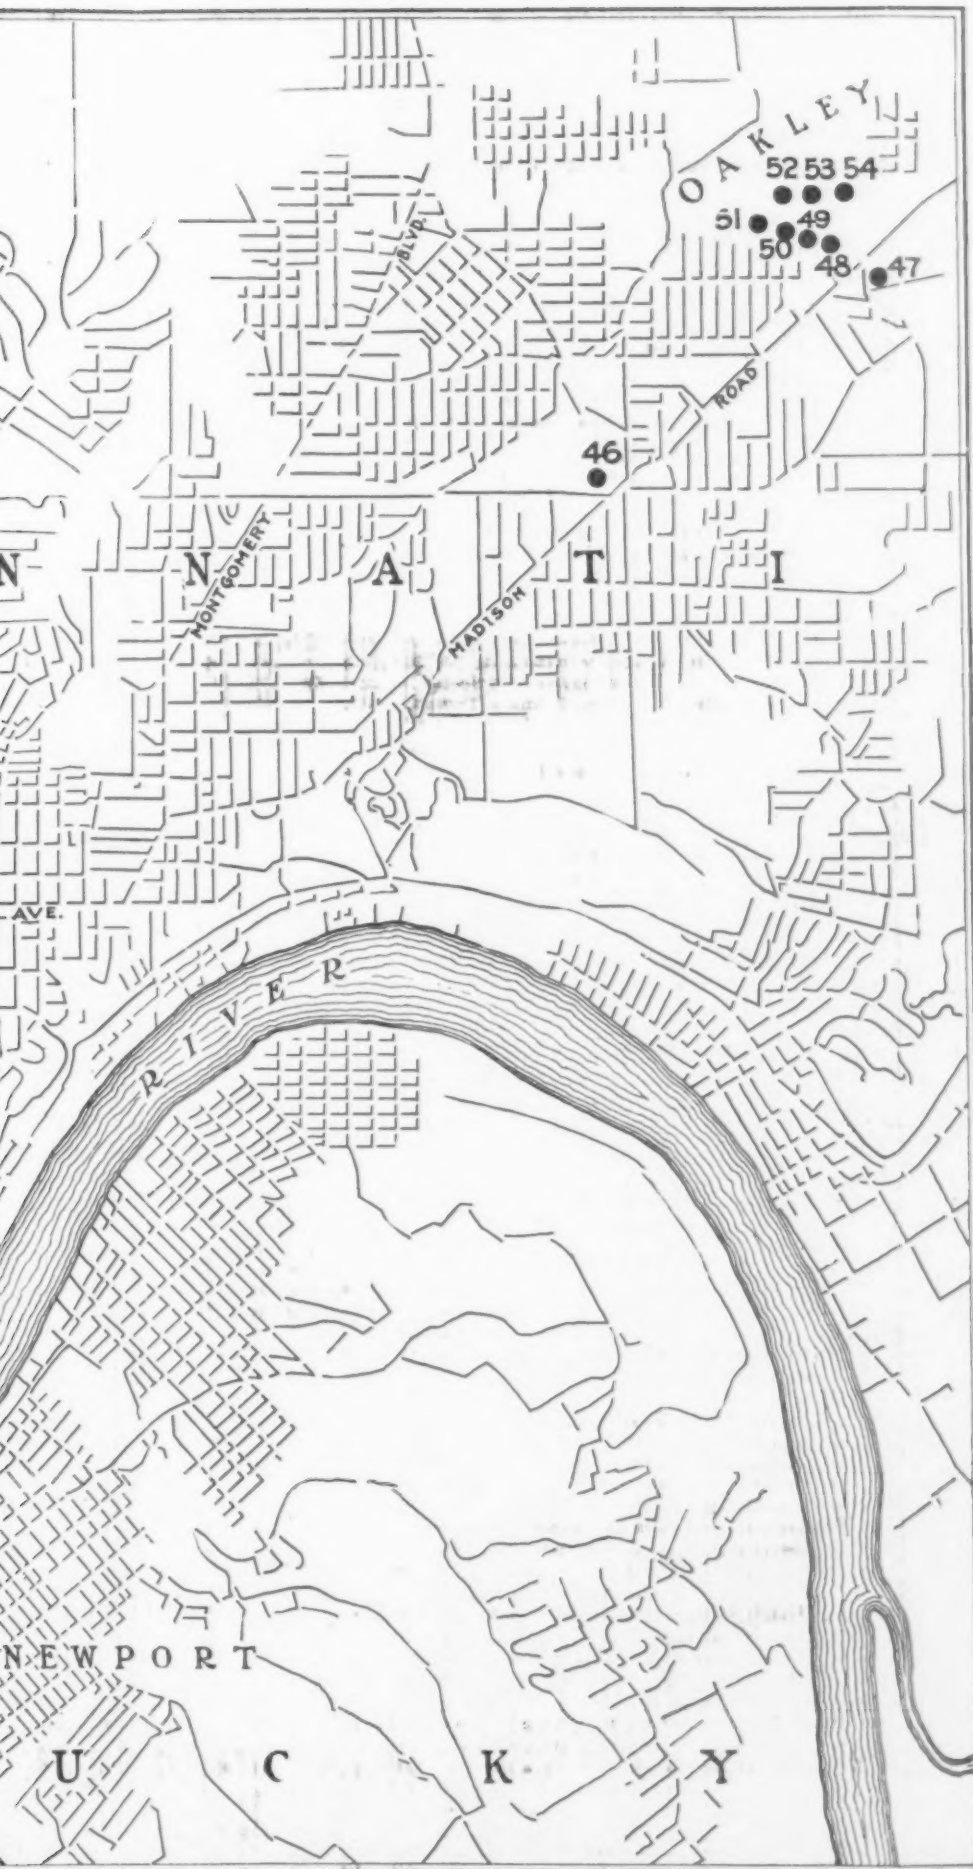 OAKLEY
52 53 54
51 49
50 48 47
BLVD.
ROAD
46
N N A T I
MONTGOMERY
MADISON
AVE.
RIVER
NEWPORT
U C K Y